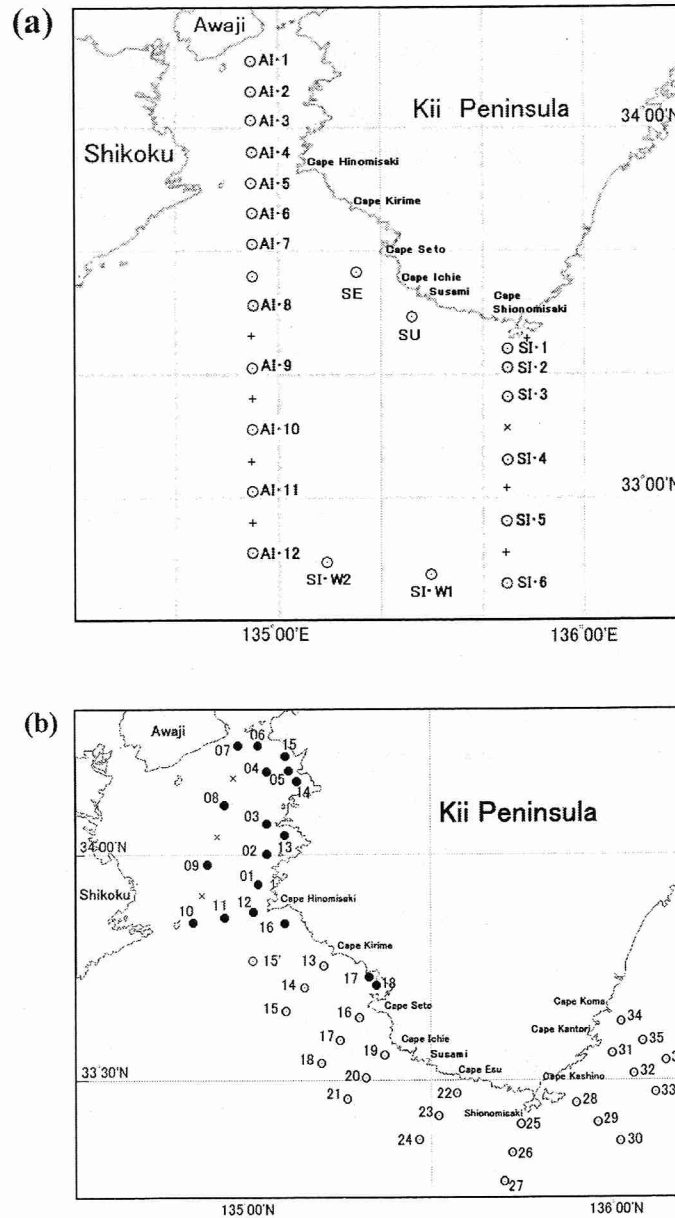 (a)
Awaji
AI·1
AI·2
Kii Peninsula
AI·3
34°00'N
Shikoku
AI·4
Cape Hinomisaki
AI·5
Cape Kirime
AI·6
AI·7
Cape Seto
Cape Ichie
SE
Susami
AI·8
Cape
Shionomisaki
SU
SI·1
AI·9
SI·2
SI·3
AI·10
SI·4
AI·11
33°00'N
SI·5
AI·12
SI·W2
SI·W1
SI·6
135°00'E
136°00'E
(b)
Awaji
07
06
15
04
05
14
08
03
Kii Peninsula
13
34°00'N
02
09
01
Shikoku
Cape Hinomisaki
12
11
10
16
Cape Kirime
15'
13
17
18
14
Cape Seto
Cape Koma
15
16
34
Cape Kantori
17
Cape Ichie
35
19
Susami
31
18
Cape Esu
Cape Kashino
32
33°30'N
20
22
33
21
28
23
Shionomisaki
25
29
24
30
26
27
135°00'N
136°00'N